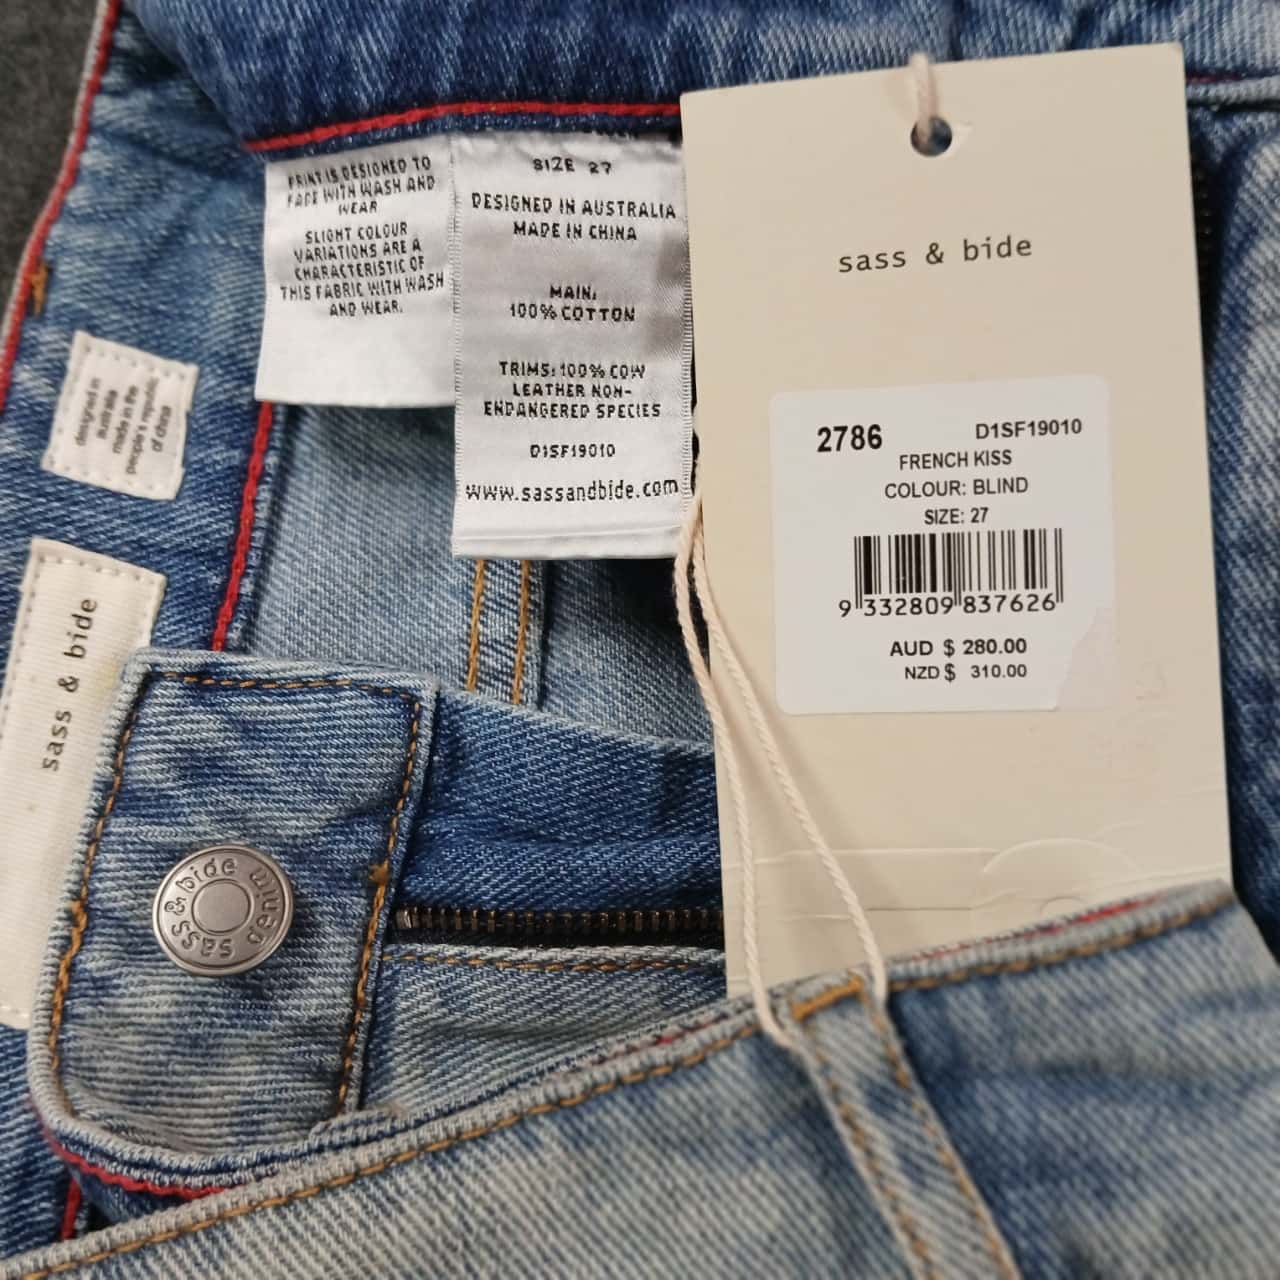 PRINT IS DESIGNED TO
FADE WITH WASH AND
WEAR
SLIGHT COLOUR
VARIATIONS ARE A
CHARACTERISTIC OF
THIS FABRIC WITH WASH
AND WEAR.
SIZE 27
DESIGNED IN AUSTRALIA
MADE IN CHINA
MAIN:
100% COTTON
TRIMS: 100% COW
LEATHER NON-
ENDANGERED SPECIES
D1SF19010
www.sassandbide.com
sass & bide
2786 D1SF19010
FRENCH KISS
COLOUR: BLIND
SIZE: 27
9 332809 837626
AUD $ 280.00
NZD $ 310.00
designed in
australia
made in the
people's republic
of china
sass & bide
sass & bide